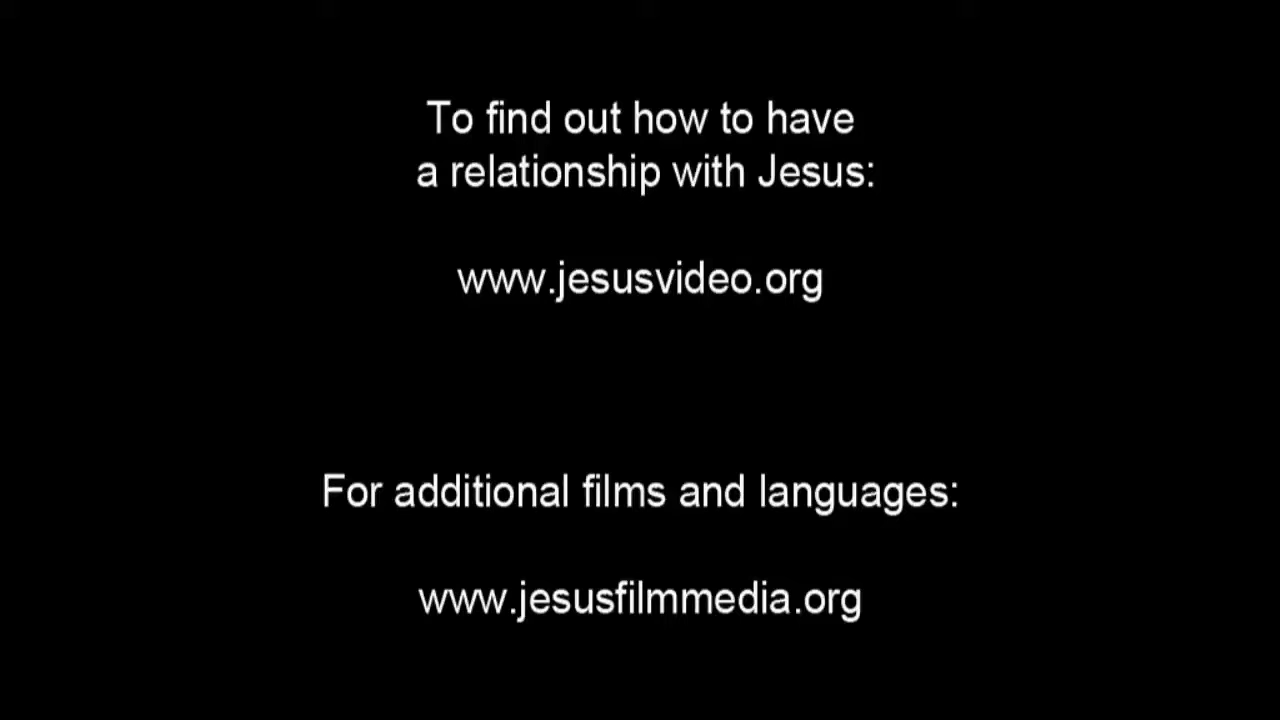 To find out how to have
a relationship with Jesus:
www.jesusvideo.org
For additional films and languages:
www.jesusfilmmedia.org